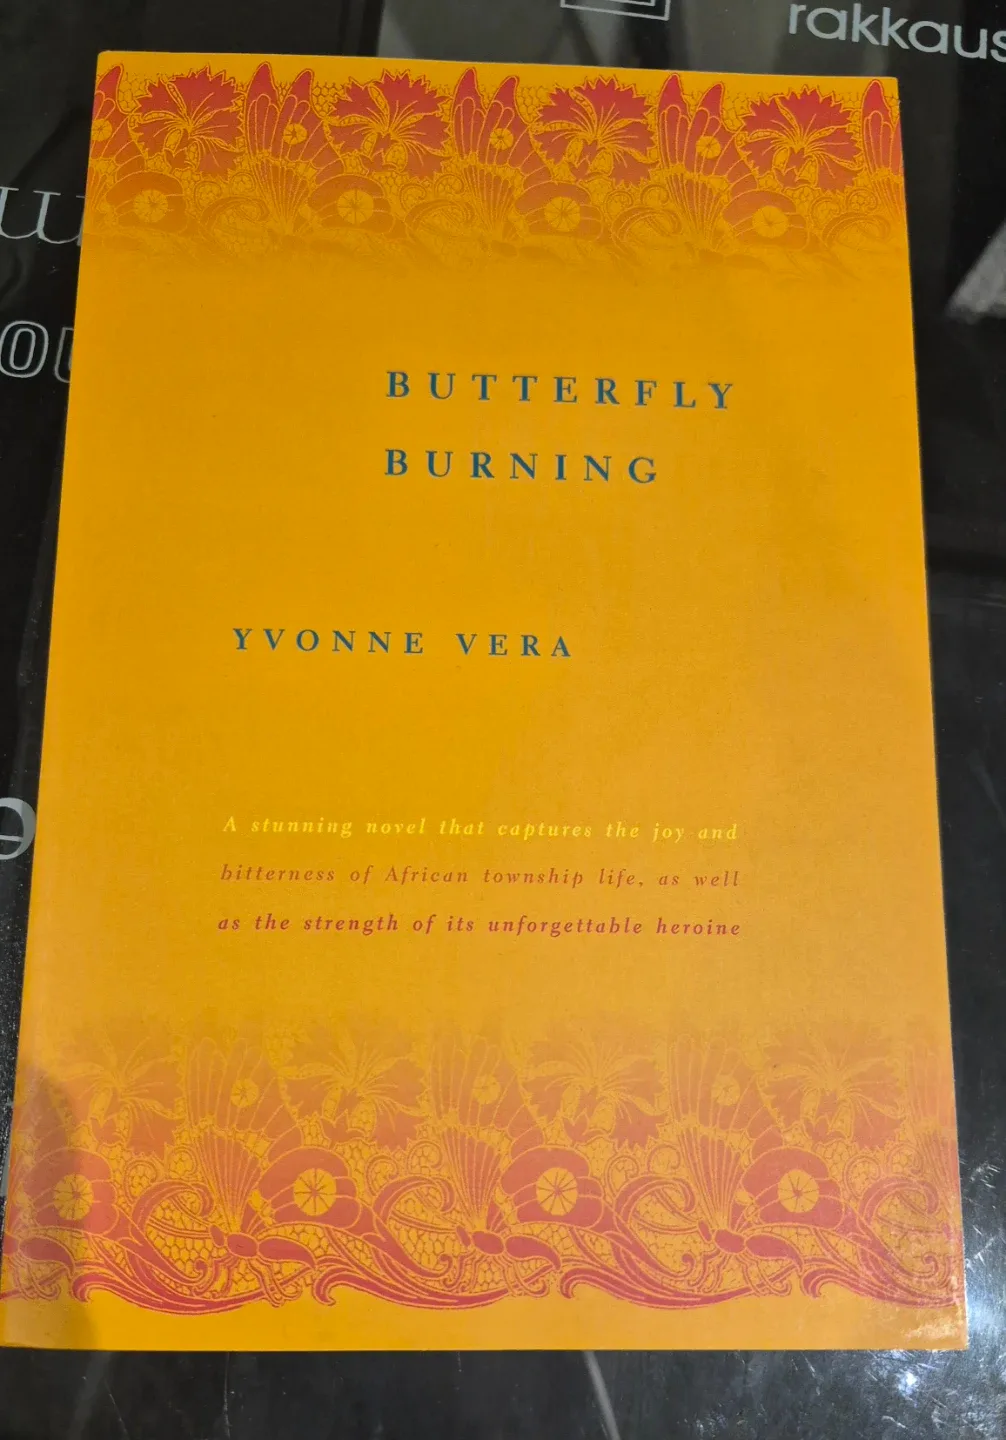 rakkaus
BUTTERFLY
BURNING
YVONNE VERA
A stunning novel that captures the joy and
bitterness of African township life, as well
as the strength of its unforgettable heroine